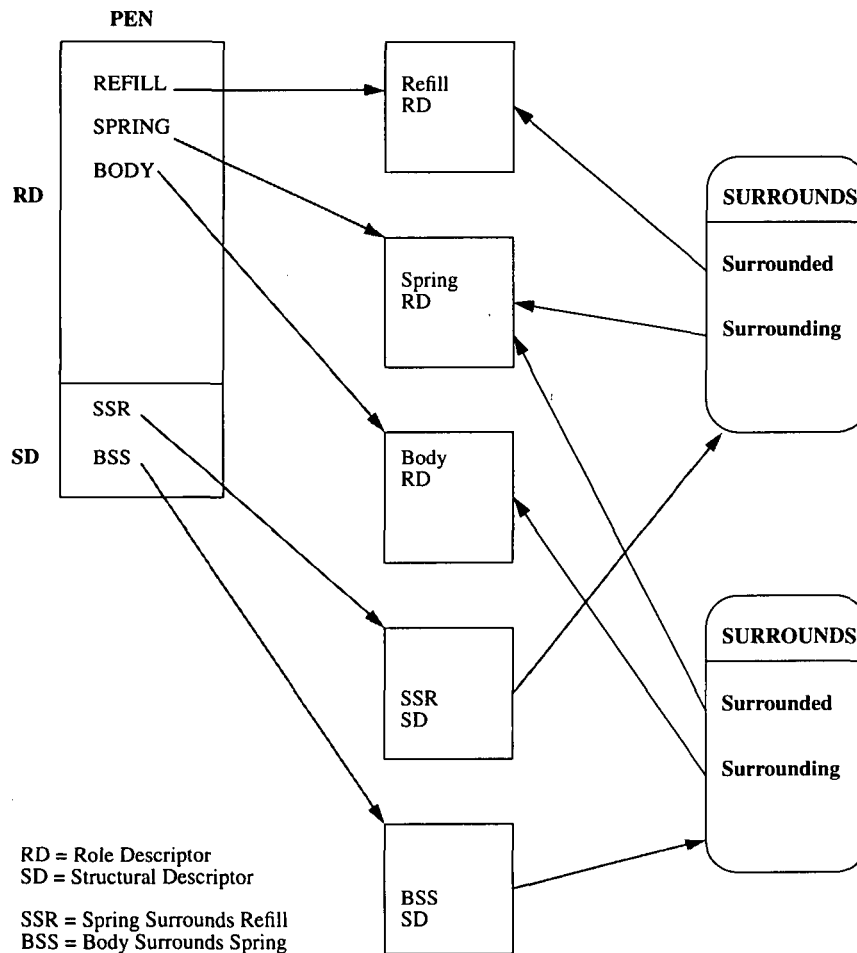 PEN
REFILL
SPRING
BODY
RD
SSR
BSS
SD
Refill
RD
Spring
RD
Body
RD
SSR
SD
BSS
SD
SURROUNDS
Surrounded
Surrounding
SURROUNDS
Surrounded
Surrounding
RD = Role Descriptor
SD = Structural Descriptor
SSR = Spring Surrounds Refill
BSS = Body Surrounds Spring